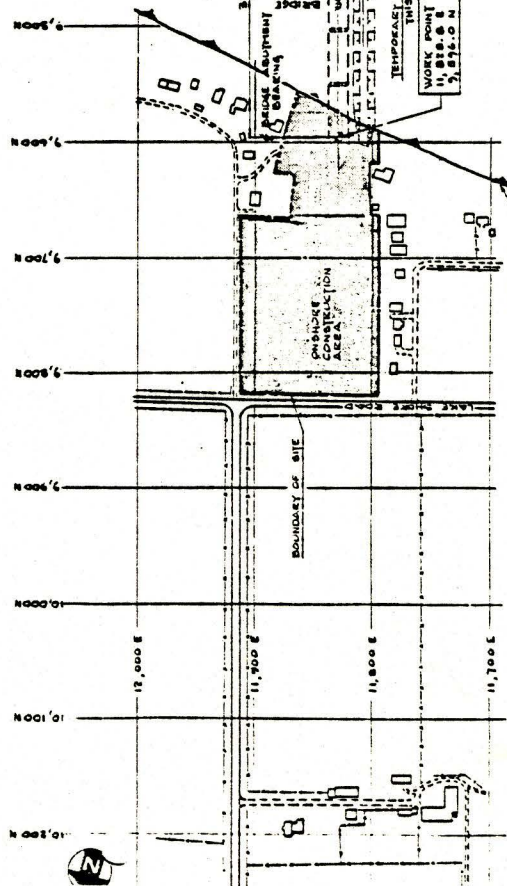 9,500 N
9,600 N
9,700 N
9,800 N
9,900 N
10,000 N
10,100 N
10,200 N
12,000 E
11,900 E
11,800 E
11,700 E
BRIDGE
BRIDGE ABUTMENT
BEARING
TEMPORARY
THIS
WORK POINT
ONSHORE
CONSTRUCTION
AREA
LAKE SHORE ROAD
BOUNDARY OF SITE
N